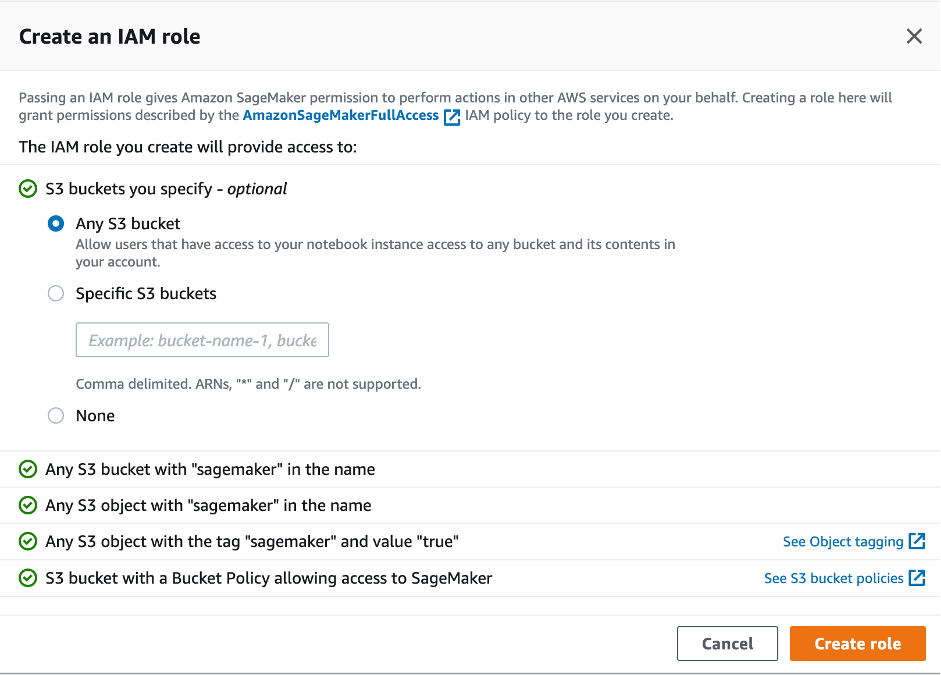 Create an IAM role
Passing an IAM role gives Amazon SageMaker permission to perform actions in other AWS services on your behalf. Creating a role here will
grant permissions described by the AmazonSageMakerFullAccess IAM policy to the role you create.
The IAM role you create will provide access to:
S3 buckets you specify - optional
Any S3 bucket
Allow users that have access to your notebook instance access to any bucket and its contents in
your account.
Specific S3 buckets
Example: bucket-name-1, bucke
Comma delimited. ARNs, "*" and "/" are not supported.
None
Any S3 bucket with "sagemaker" in the name
Any S3 object with "sagemaker" in the name
Any S3 object with the tag "sagemaker" and value "true" See Object tagging
S3 bucket with a Bucket Policy allowing access to SageMaker See S3 bucket policies
Cancel Create role